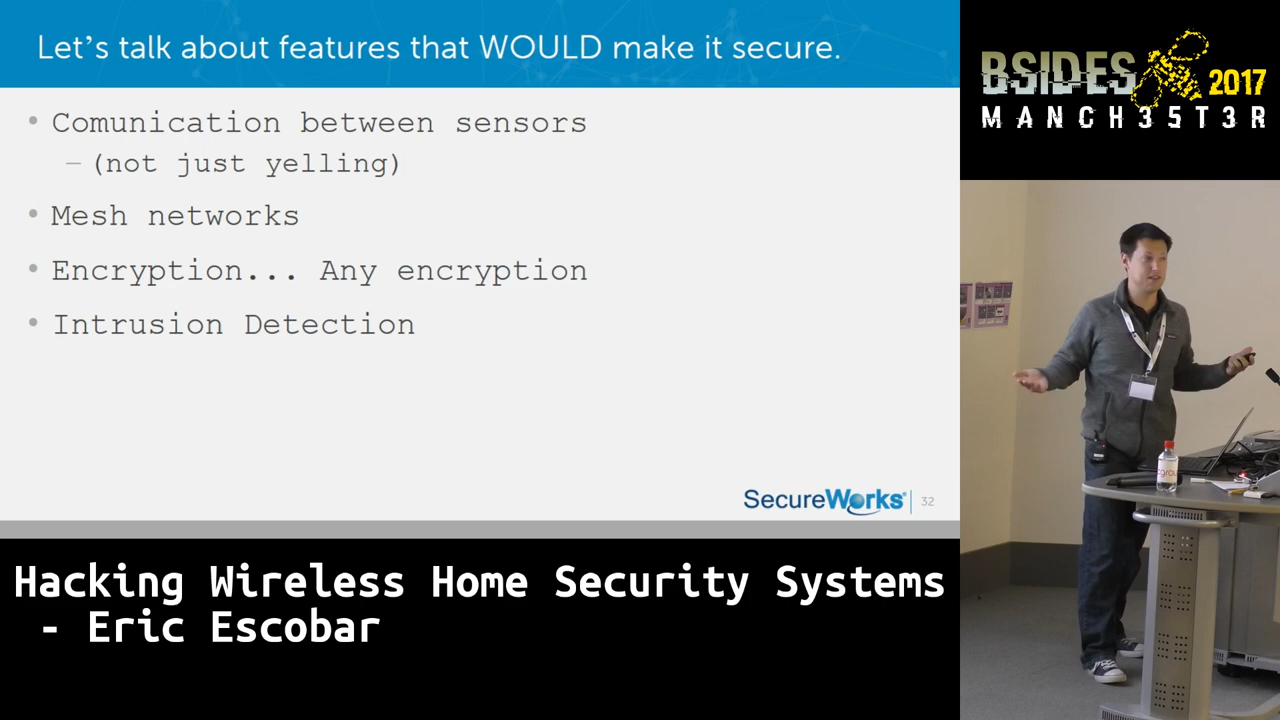 Let's talk about features that WOULD make it secure.
• Comunication between sensors
– (not just yelling)
• Mesh networks
• Encryption... Any encryption
• Intrusion Detection
SecureWorks
32
BSIDES 2017
MANCH35T3R
Hacking Wireless Home Security Systems
- Eric Escobar